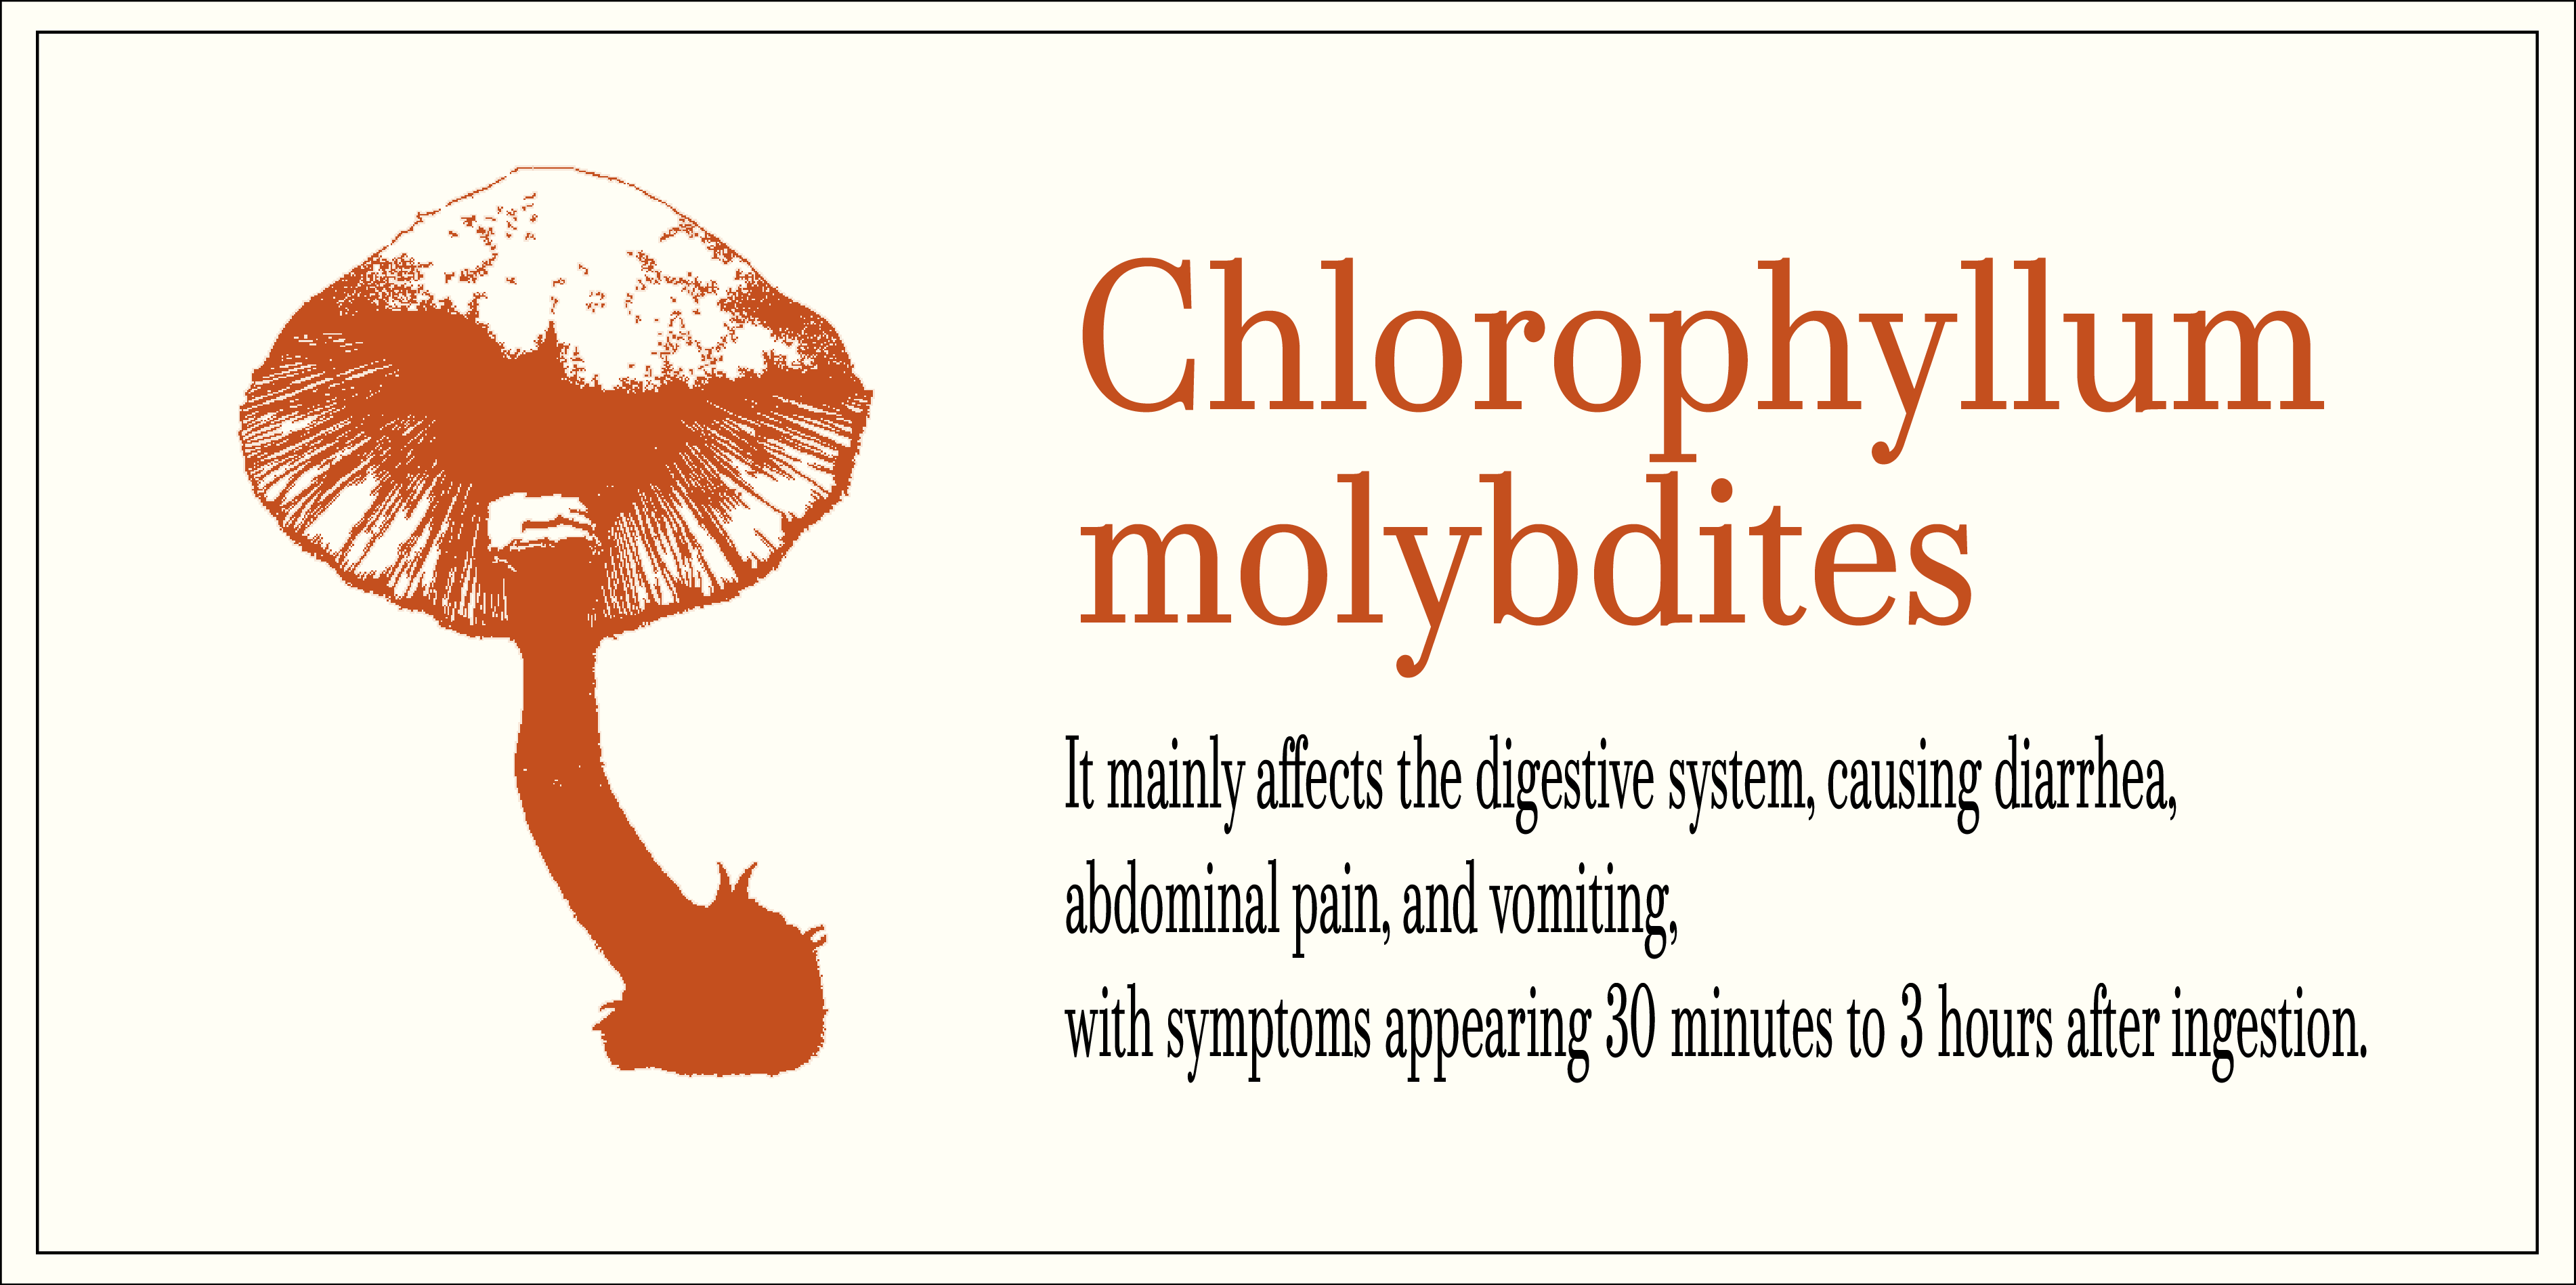 Chlorophyllum
molybdites
It mainly affects the digestive system, causing diarrhea,
abdominal pain, and vomiting,
with symptoms appearing 30 minutes to 3 hours after ingestion.